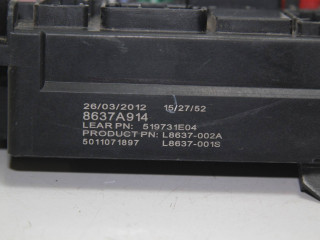 26/03/2012 15/27/52
8637A914
LEAR PN: 519731E04
PRODUCT PN: L8637-002A
5011071897 L8637-001S